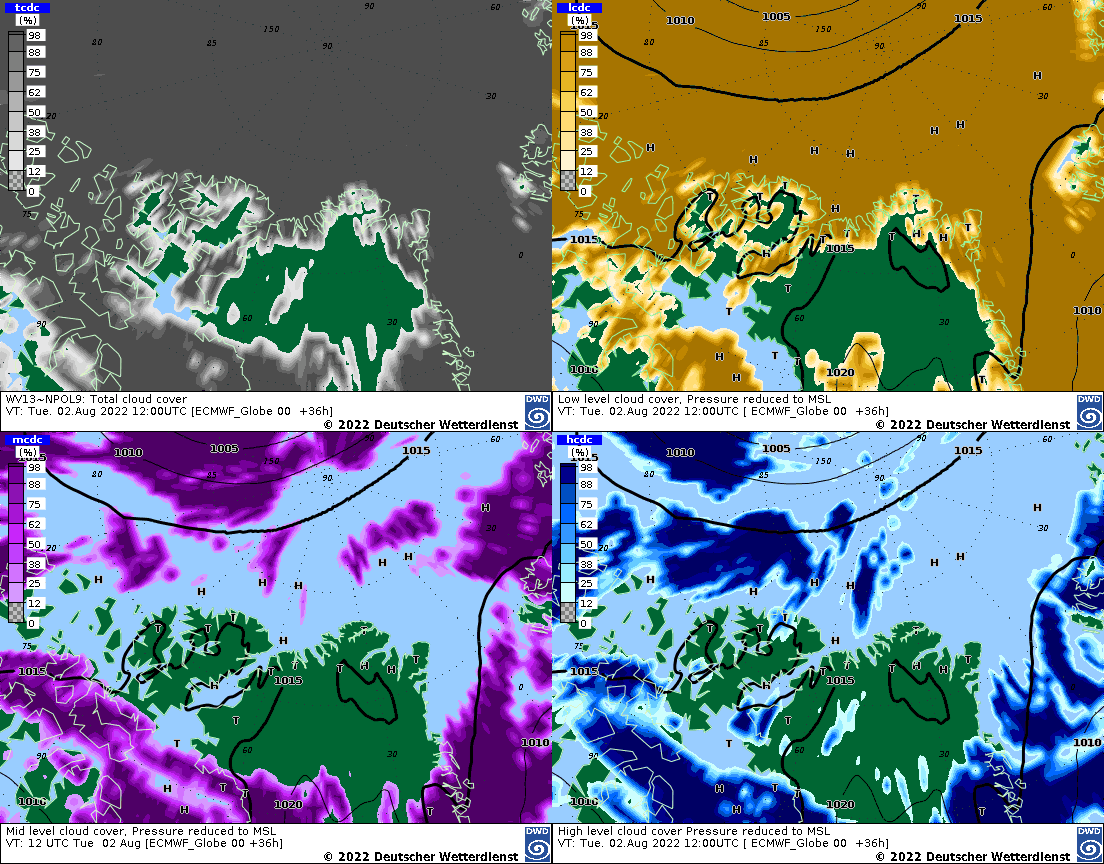 tcdc
(%)
98
88
75
62
50
38
25
12
0
90
80
85
150
90
30
20
75
0
60
30
90
WV13~NPOL9: Total cloud cover
VT: Tue. 02.Aug 2022 12:00UTC [ECMWF_Globe 00 +36h]
© 2022 Deutscher Wetterdienst
DWD
lcdc
(%)
98
88
75
62
50
38
25
12
0
1015
1010
1005
1015
60
80
85
150
90
H
30
20
H
H
H
H
H
H
T
T
T
75
H
1015
T
T
T
H
H
T
1015
h
0
T
T
60
30
1010
90
H
T
T
H
1010
1020
T
Low level cloud cover, Pressure reduced to MSL
VT: Tue. 02.Aug 2022 12:00UTC [ ECMWF_Globe 00 +36h]
© 2022 Deutscher Wetterdienst
DWD
mcdc
(%)
98
88
75
62
50
38
25
12
0
1015
1010
1005
1015
90
60
80
85
150
90
H
30
20
H
H
H
H
H
H
T
T
T
75
H
1015
T
T
T
H
H
T
1015
h
0
T
T
60
30
1010
90
H
T
T
H
1010
1020
T
Mid level cloud cover, Pressure reduced to MSL
VT: 12 UTC Tue 02 Aug [ECMWF_Globe 00 +36h]
© 2022 Deutscher Wetterdienst
DWD
hcdc
(%)
98
88
75
62
50
38
25
12
0
1015
1010
1005
1015
90
60
80
85
150
90
H
30
20
H
H
H
H
H
H
T
T
T
75
H
1015
T
T
T
H
H
T
1015
h
0
T
T
60
30
1010
90
H
T
T
H
1010
1020
T
High level cloud cover Pressure reduced to MSL
VT: Tue. 02.Aug 2022 12:00UTC [ ECMWF_Globe 00 +36h]
© 2022 Deutscher Wetterdienst
DWD